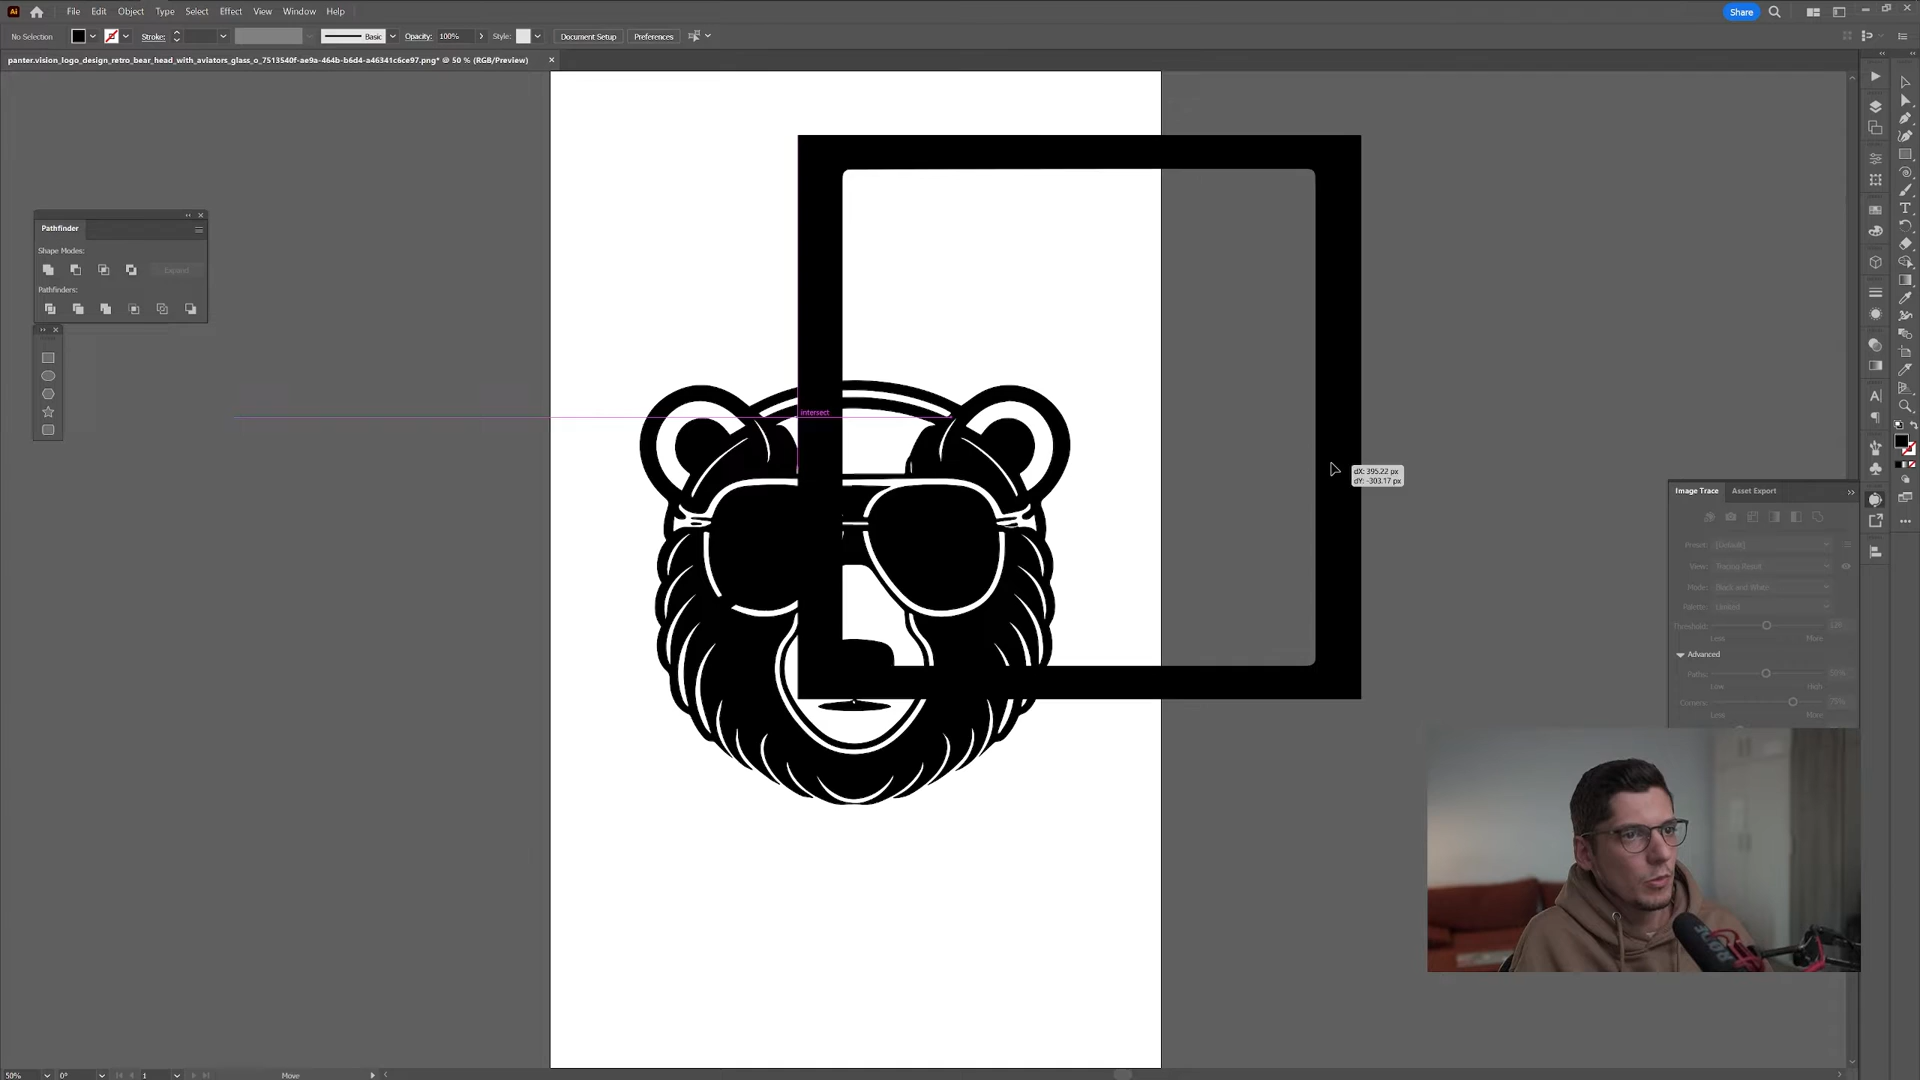 Ai File Edit Object Type Select Effect View Window Help Share
No Selection Stroke: Basic Opacity: 100% Style: Document Setup Preferences
panter.vision_logo_design_retro_bear_head_with_aviators_glass_o_7513540f-ae9a-464b-b6d4-a46341c6ce97.png* @ 50 % (RGB/Preview)
Pathfinder
Shape Modes:
Expand
Pathfinders:
intersect
dX: 395.22 px
dY: -303.17 px
Image Trace Asset Export
Preset: [Default]
View: Tracing Result
Mode: Black and White
Palette: Limited
Threshold:
Less More
Advanced
Paths:
Low High
Corners: 75%
Less More
RODE
50% 0° 1 Move